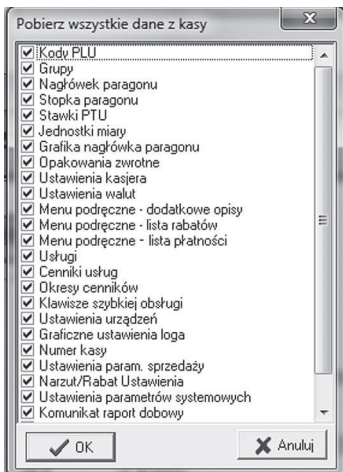 Pobierz wszystkie dane z kasy
Kody PLU
Grupy
Nagłówek paragonu
Stopka paragonu
Stawki PTU
Jednostki miary
Grafika nagłówka paragonu
Opakowania zwrotne
Ustawienia kasjera
Ustawienia walut
Menu podręczne - dodatkowe opisy
Menu podręczne - lista rabatów
Menu podręczne - lista płatności
Usługi
Cenniki usług
Okresy cenników
Klawisze szybkiej obsługi
Ustawienia urządzeń
Graficzne ustawienia loga
Numer kasy
Ustawienia param. sprzedaży
Narzut/Rabat Ustawienia
Ustawienia parametrów systemowych
Komunikat raport dobowy
OK
Anuluj